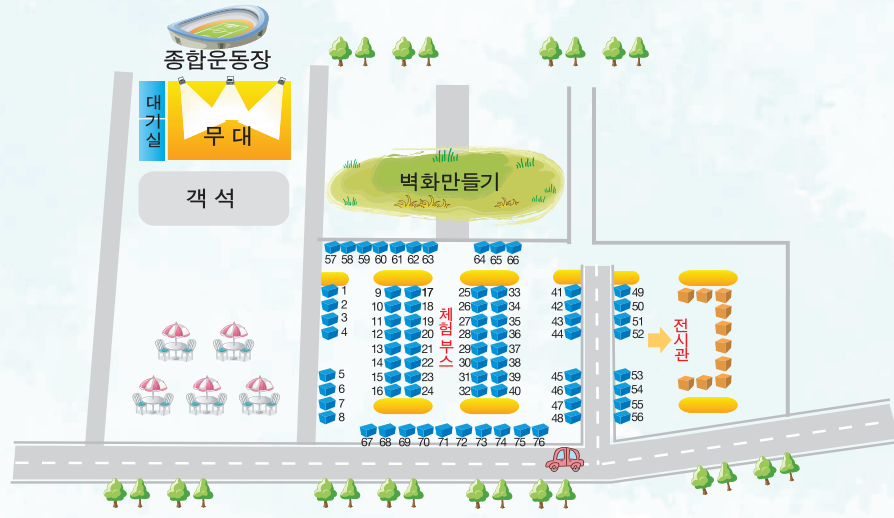 종합운동장
대기실
무대
객석
벽화만들기
57 58 59 60 61 62 63 64 65 66
1 9 17 25 33 41 49
2 10 18 26 34 42 50
3 11 19 27 35 43 51
4 12 20 28 36 44 52
13 21 29 37
14 22 30 38
5 15 23 31 39 45 53
6 16 24 32 40 46 54
7 47 55
8 48 56
체험부스
전시관
67 68 69 70 71 72 73 74 75 76